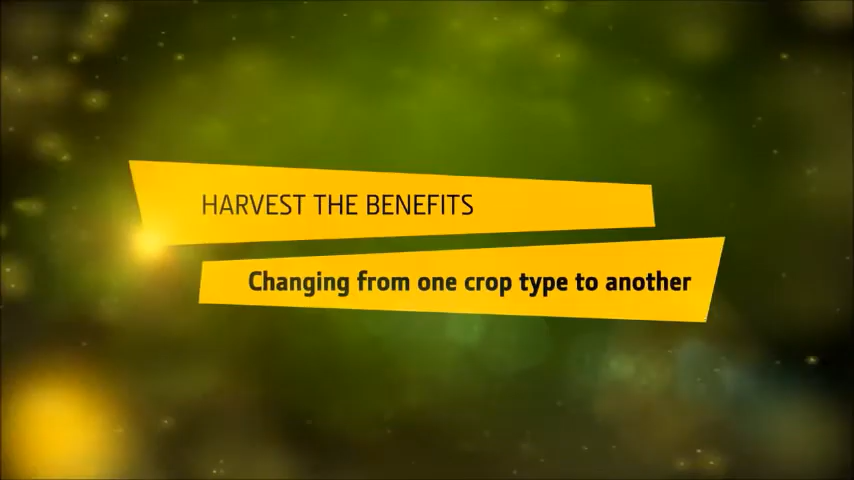 HARVEST THE BENEFITS
Changing from one crop type to another